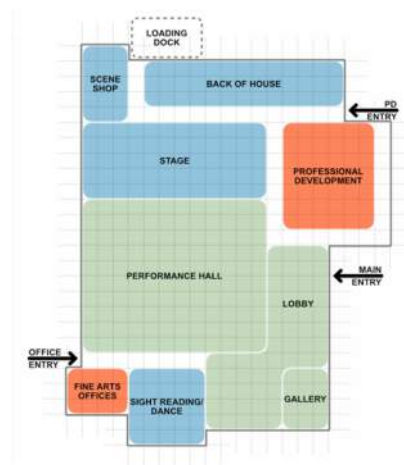 LOADING
DOCK
SCENE
SHOP
BACK OF HOUSE
PD
ENTRY
STAGE
PROFESSIONAL
DEVELOPMENT
PERFORMANCE HALL
MAIN
ENTRY
LOBBY
OFFICE
ENTRY
FINE ARTS
OFFICES
SIGHT READING/
DANCE
GALLERY